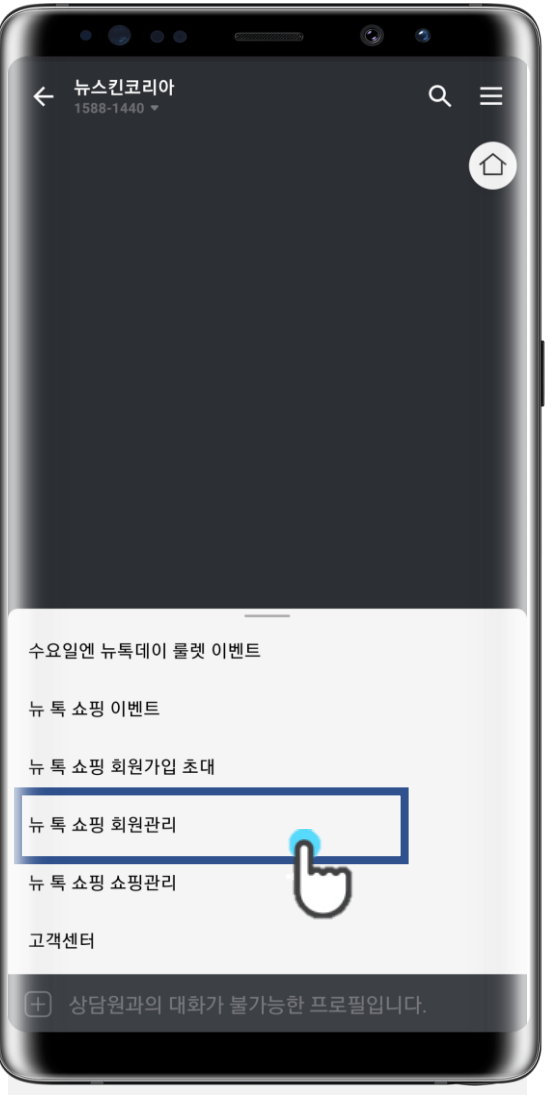 뉴스킨코리아
1588-1440
수요일엔 뉴톡데이 룰렛 이벤트
뉴 톡 쇼핑 이벤트
뉴 톡 쇼핑 회원가입 초대
뉴 톡 쇼핑 회원관리
뉴 톡 쇼핑 쇼핑관리
고객센터
상담원과의 대화가 불가능한 프로필입니다.